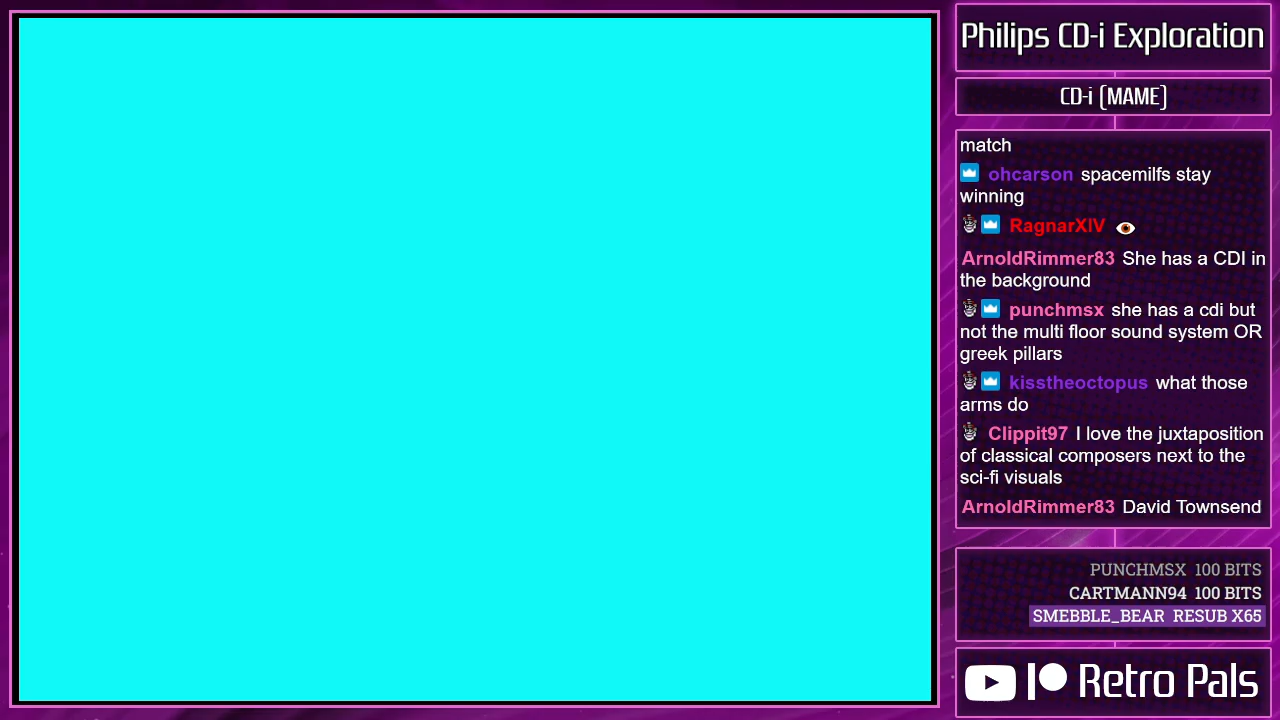 Philips CD-i Exploration
CD-i (MAME)
match
ohcarson spacemilfs stay
winning
RagnarXIV
ArnoldRimmer83 She has a CDI in
the background
punchmsx she has a cdi but
not the multi floor sound system OR
greek pillars
kisstheoctopus what those
arms do
Clippit97 I love the juxtaposition
of classical composers next to the
sci-fi visuals
ArnoldRimmer83 David Townsend
PUNCHMSX 100 BITS
CARTMANN94 100 BITS
SMEBBLE_BEAR RESUB X65
Retro Pals